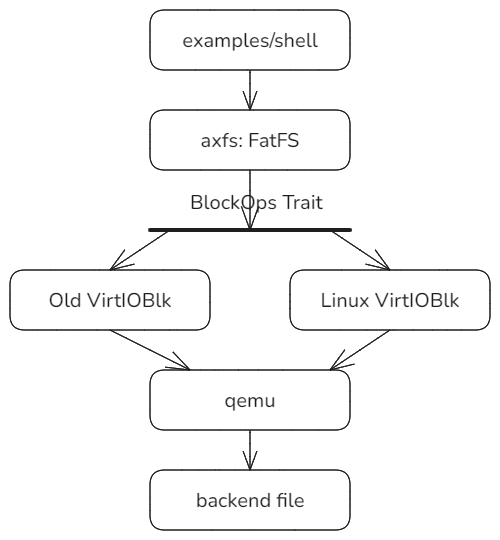 examples/shell
axfs: FatFS
BlockOps Trait
Old VirtIOBlk
Linux VirtIOBlk
qemu
backend file